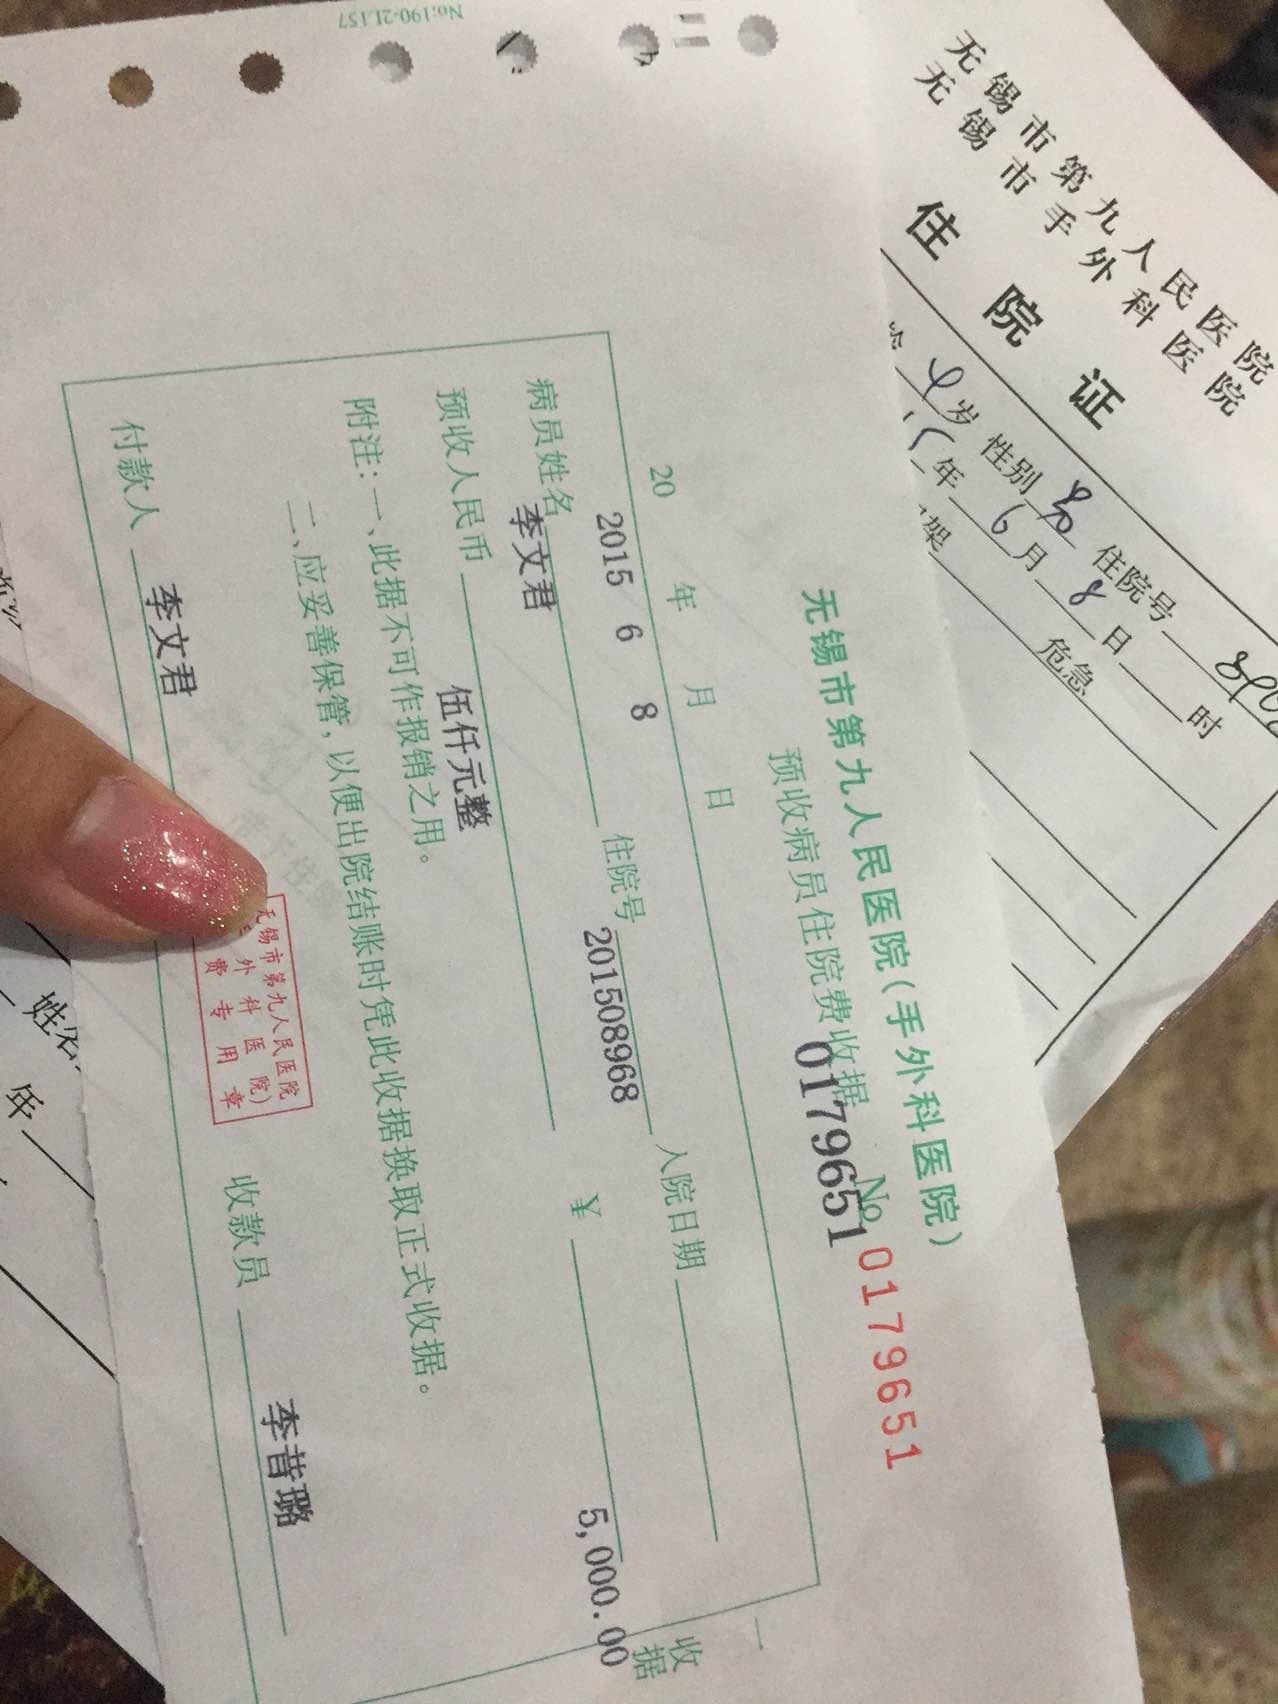 No:190-2L157
无锡市第九人民医院
无锡市手外科医院
住院证
岁 性别 男 住院号
年 6 月 8 日 时
危急
无锡市第九人民医院(手外科医院)
预收病员住院费收据 No 0179651
0179651
20 年 月 日
2015 6 8
病员姓名 李文君 住院号 201508968 入院日期
预收人民币 伍仟元整 ¥ 5,000.00
附注:一、此据不可作报销之用。
二、应妥善保管,以便出院结账时凭此收据换取正式收据。
付款人 李文君 收款员 李昔璐
无锡市第九人民医院
外科医院)
费专用章
收据
姓名
年